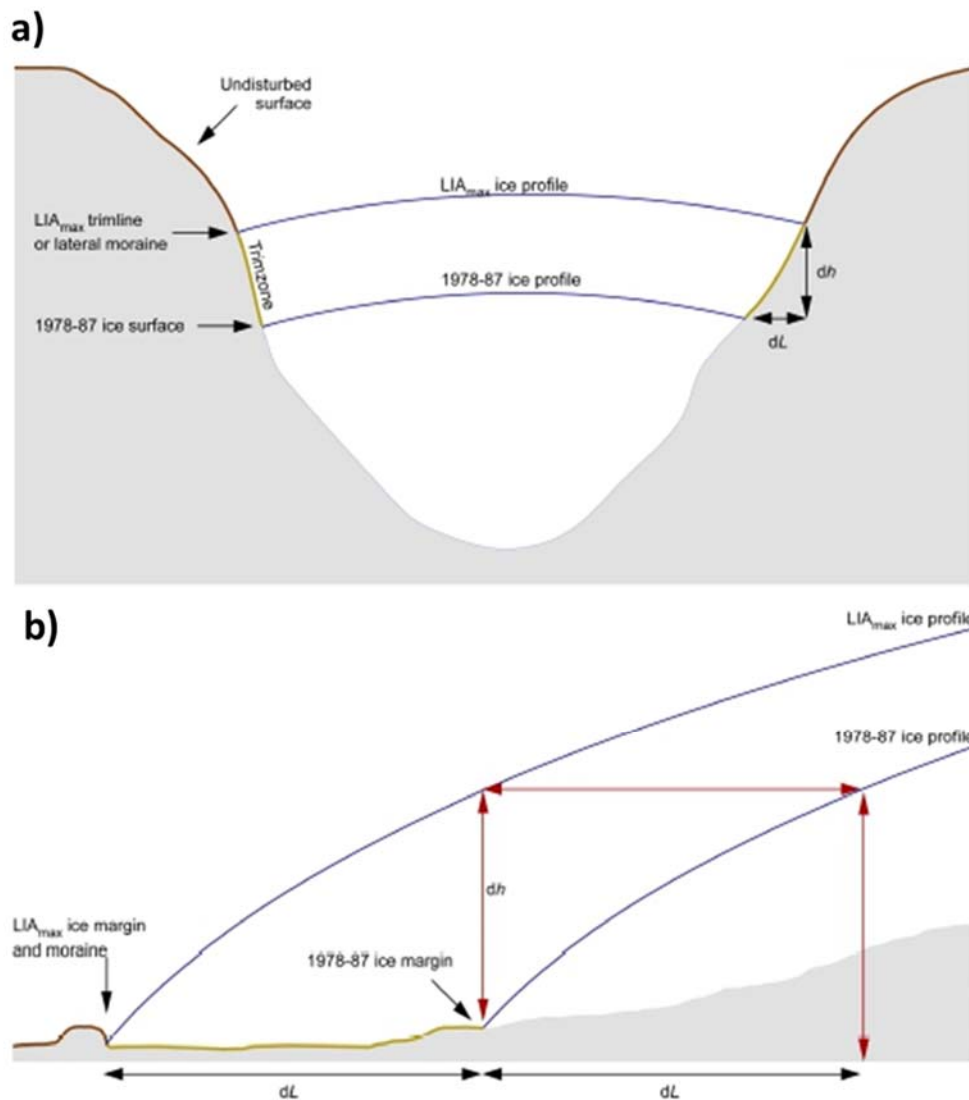 a)
Undisturbed
surface
LIAmax ice profile
LIAmax trimline
or lateral moraine
Trimzone
dh
1978-87 ice profile
1978-87 ice surface
dL
b)
LIAmax ice profile
1978-87 ice profile
dh
LIAmax ice margin
and moraine
1978-87 ice margin
dL
dL